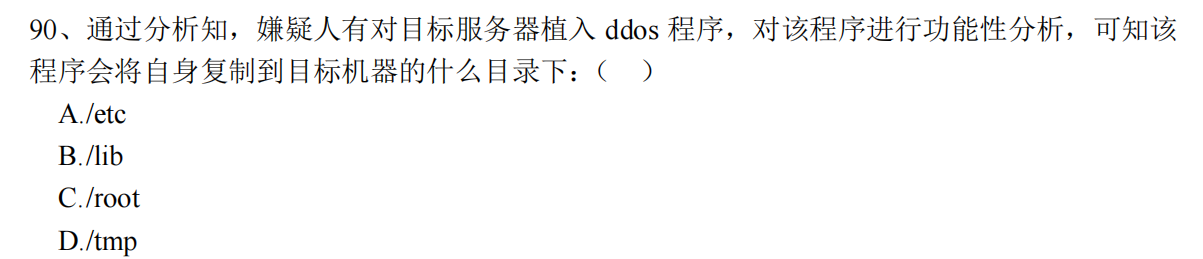 90、通过分析知，嫌疑人有对目标服务器植入 ddos 程序，对该程序进行功能性分析，可知该
程序会将自身复制到目标机器的什么目录下：（ ）
A./etc
B./lib
C./root
D./tmp